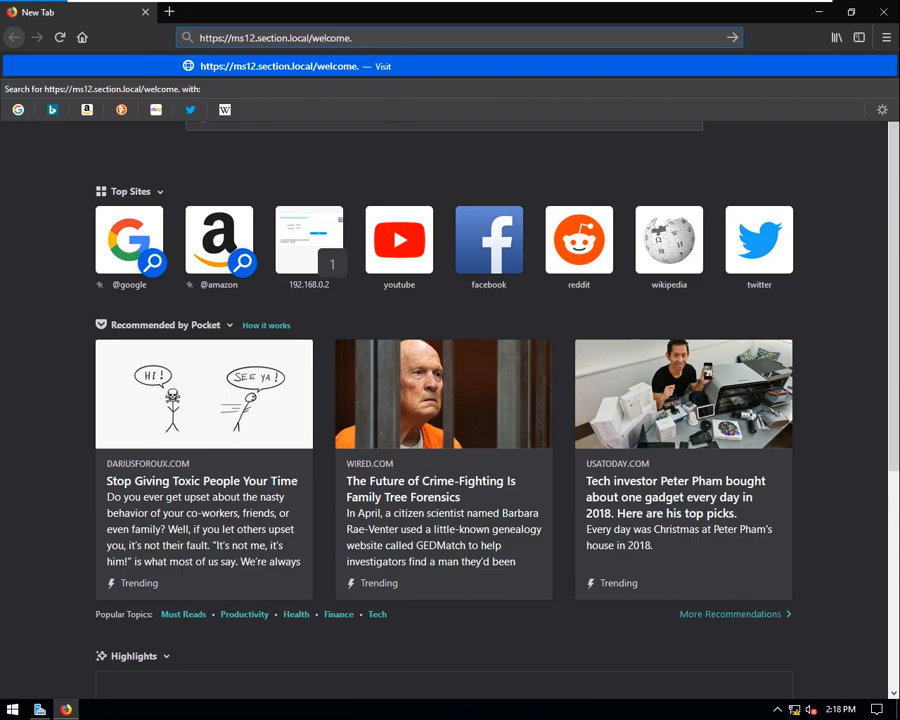 New Tab
https://ms12.section.local/welcome.
https://ms12.section.local/welcome. — Visit
Search for https://ms12.section.local/welcome. with:
Top Sites
1
@google
@amazon
192.168.0.2
youtube
facebook
reddit
wikipedia
twitter
Recommended by Pocket
How it works
HI!
SEE YA!
DARIUSFOROUX.COM
Stop Giving Toxic People Your Time
Do you ever get upset about the nasty
behavior of your co-workers, friends, or
even family? Well, if you let others upset
you, it's not their fault. "It's not me, it's
him!" is what most of us say. We're always
Trending
WIRED.COM
The Future of Crime-Fighting Is
Family Tree Forensics
In April, a citizen scientist named Barbara
Rae-Venter used a little-known genealogy
website called GEDMatch to help
investigators find a man they'd been
Trending
USATODAY.COM
Tech investor Peter Pham bought
about one gadget every day in
2018. Here are his top picks.
Every day was Christmas at Peter Pham's
house in 2018.
Trending
Popular Topics: Must Reads • Productivity • Health • Finance • Tech
More Recommendations
Highlights
2:18 PM